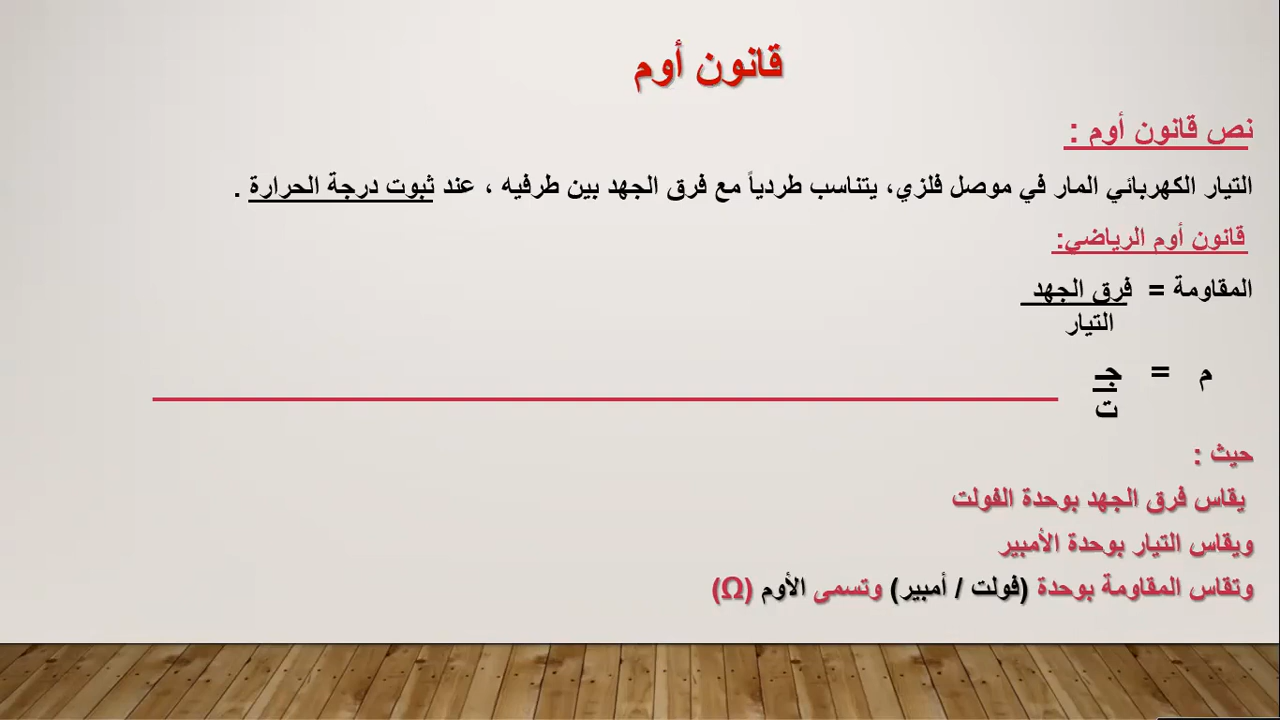 قانون أوم
نص قانون أوم :
التيار الكهربائي المار في موصل فلزي، يتناسب طردياً مع فرق الجهد بين طرفيه ، عند ثبوت درجة الحرارة .
قانون أوم الرياضي:
المقاومة = فرق الجهد
التيار
م = جـ
ت
حيث :
يقاس فرق الجهد بوحدة الفولت
ويقاس التيار بوحدة الأمبير
وتقاس المقاومة بوحدة (فولت / أمبير) وتسمى الأوم (Ω)